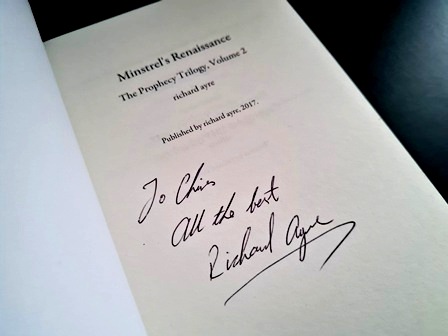 Minstrel's Renaissance
The Prophecy Trilogy, Volume 2
richard ayre
Published by richard ayre, 2017.
To Chris
All the best
Richard Ayre